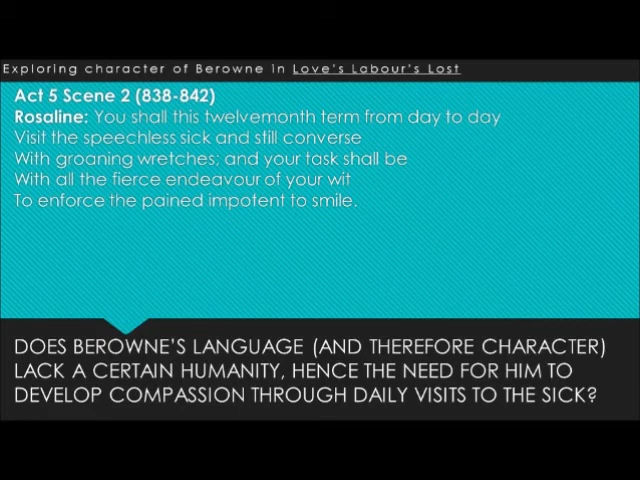 Exploring character of Berowne in Love's Labour's Lost
Act 5 Scene 2 (838-842)
Rosaline: You shall this twelvemonth term from day to day
Visit the speechless sick and still converse
With groaning wretches; and your task shall be
With all the fierce endeavour of your wit
To enforce the pained impotent to smile.
DOES BEROWNE'S LANGUAGE (AND THEREFORE CHARACTER)
LACK A CERTAIN HUMANITY, HENCE THE NEED FOR HIM TO
DEVELOP COMPASSION THROUGH DAILY VISITS TO THE SICK?